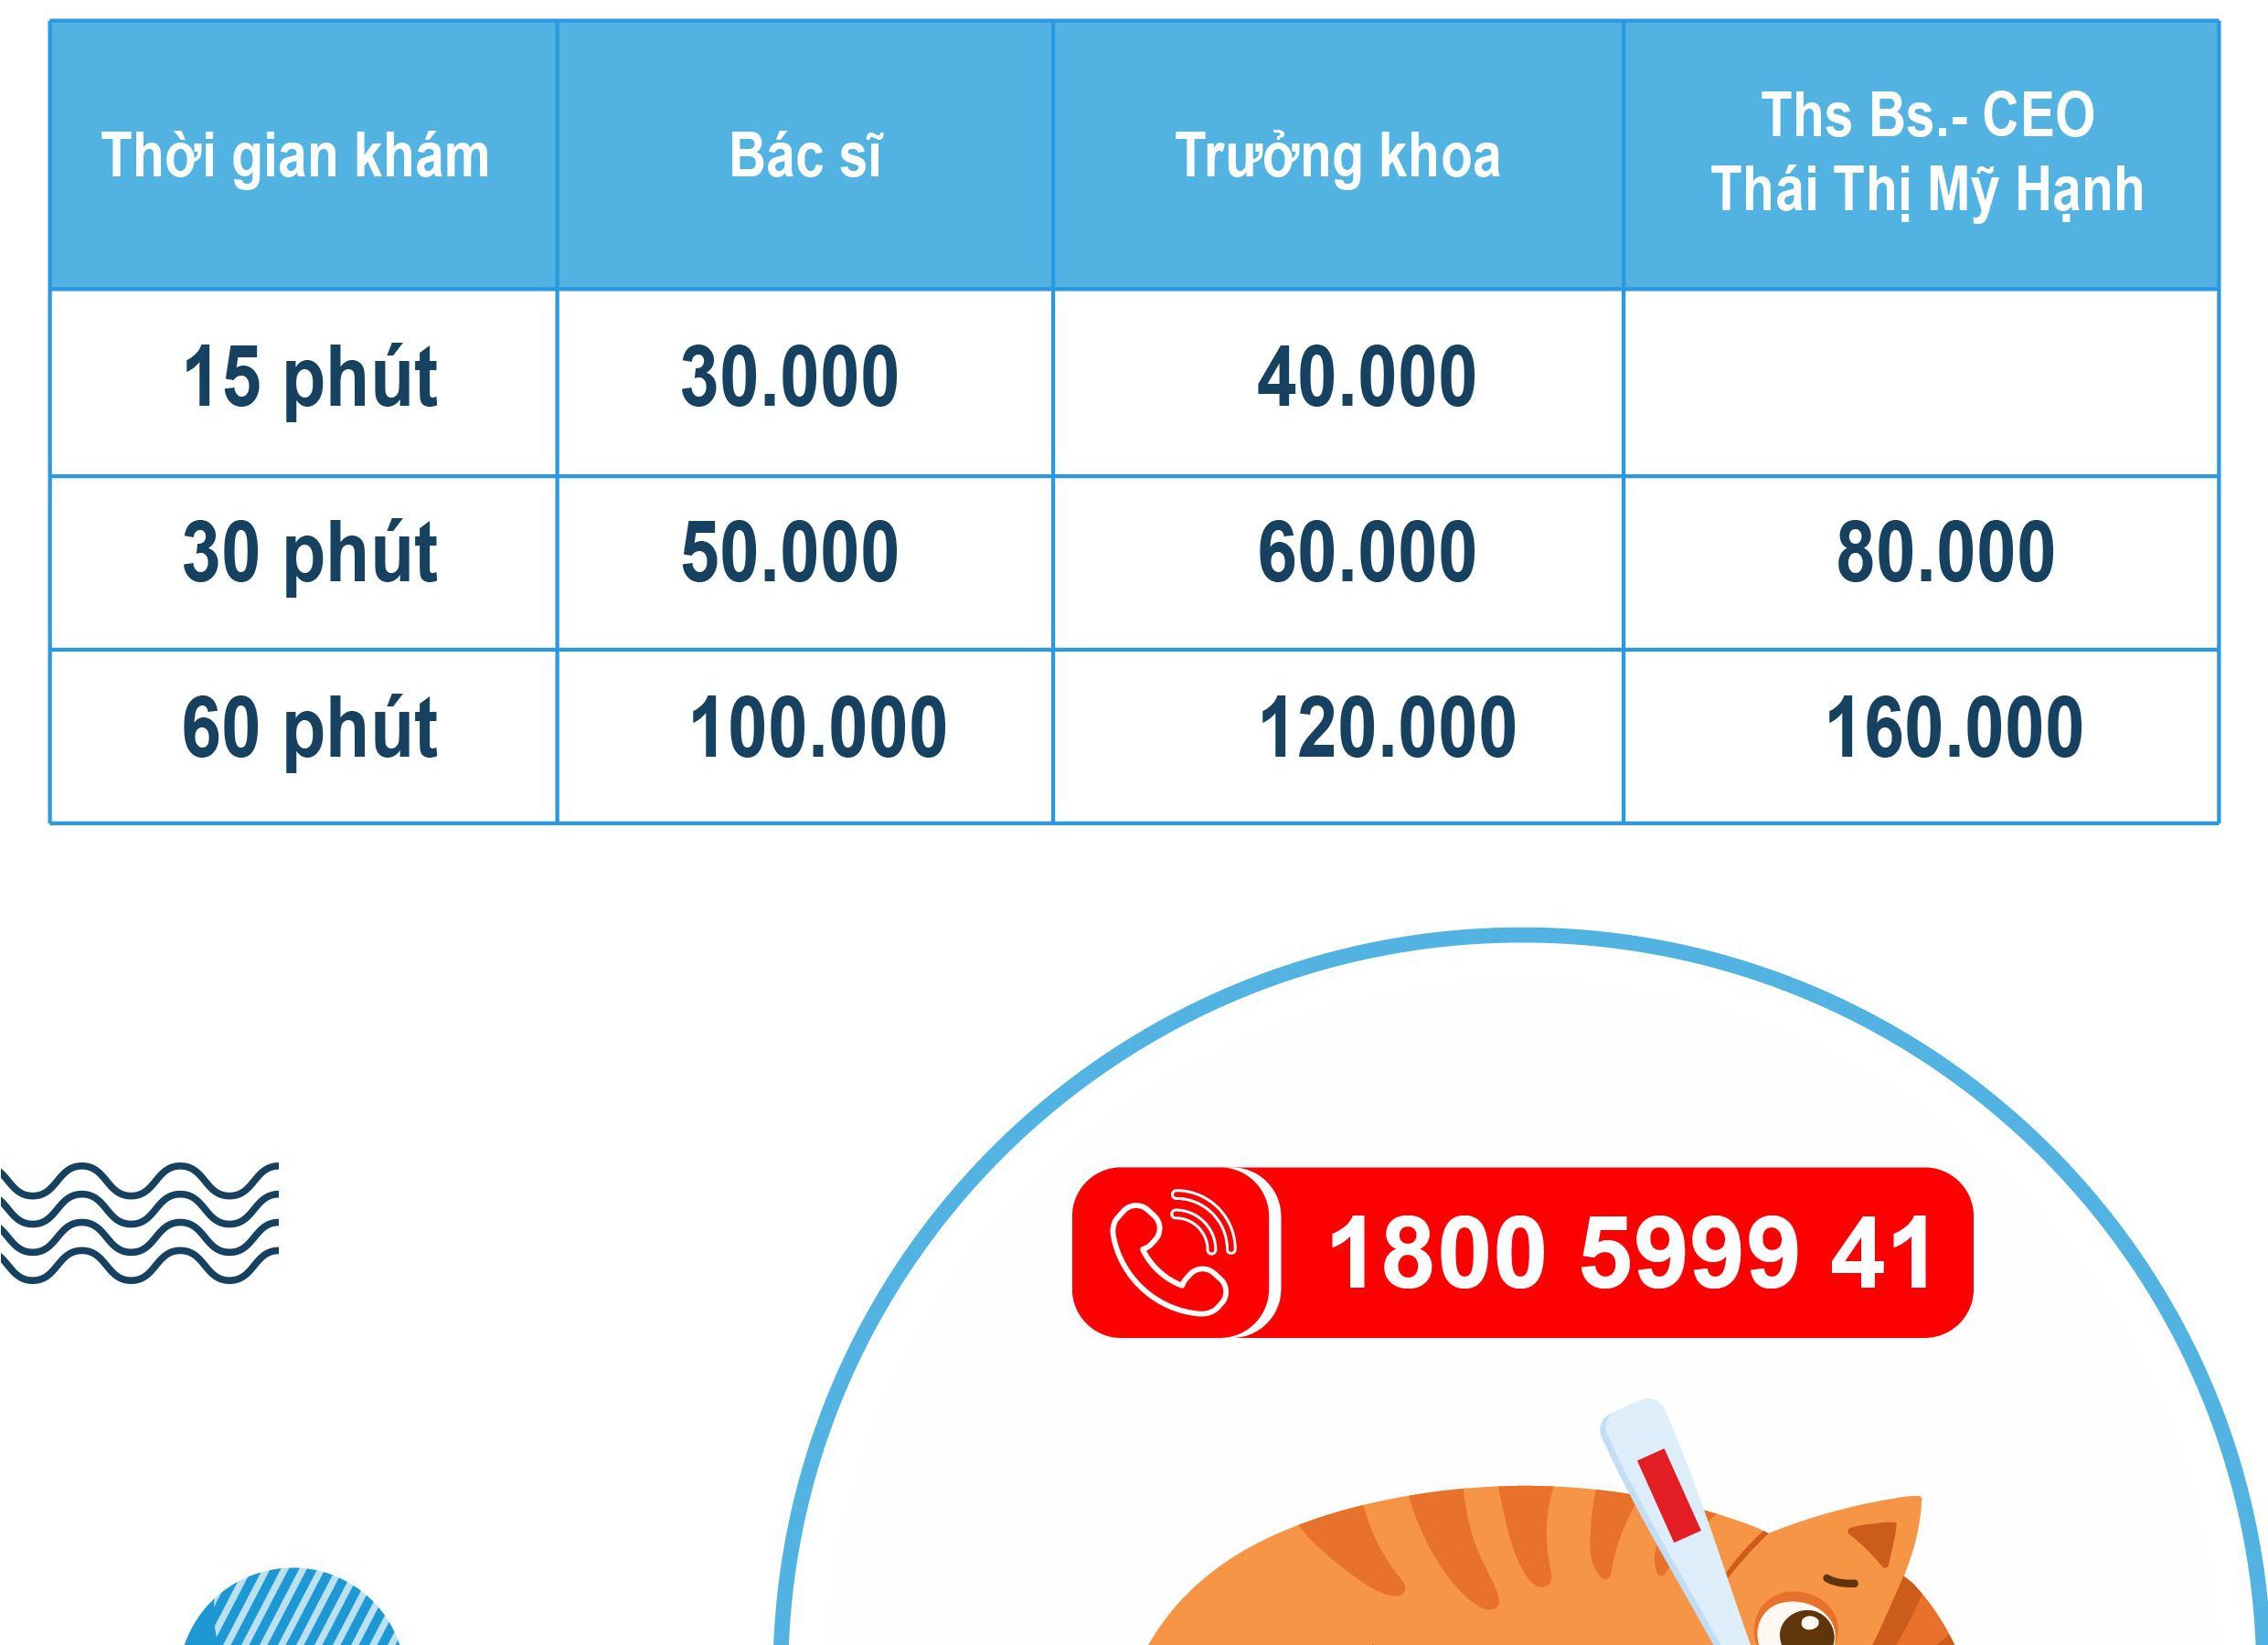 Thời gian khám
Bác sĩ
Trưởng khoa
Ths Bs.- CEO
Thái Thị Mỹ Hạnh
15 phút
30.000
40.000
30 phút
50.000
60.000
80.000
60 phút
100.000
120.000
160.000
1800 5999 41